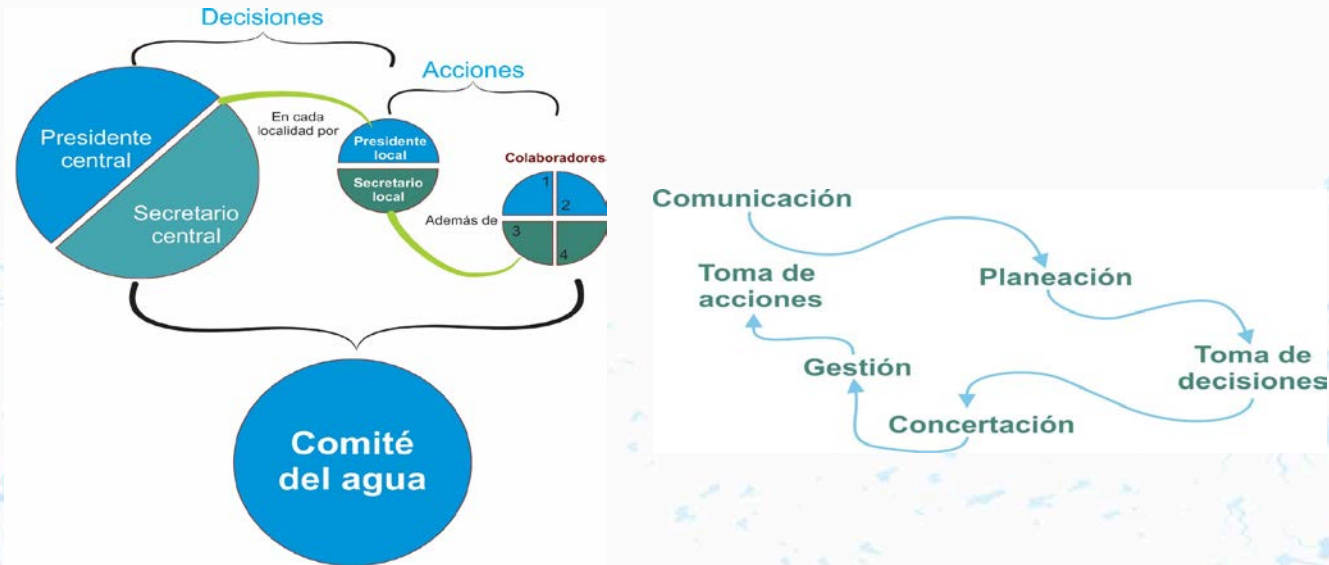 Decisiones
Acciones
Presidente
central
Secretario
central
En cada
localidad por
Presidente
local
Secretario
local
Además de
Colaboradores
1
2
3
4
Comité
del agua
Comunicación
Planeación
Toma de
decisiones
Concertación
Gestión
Toma de
acciones